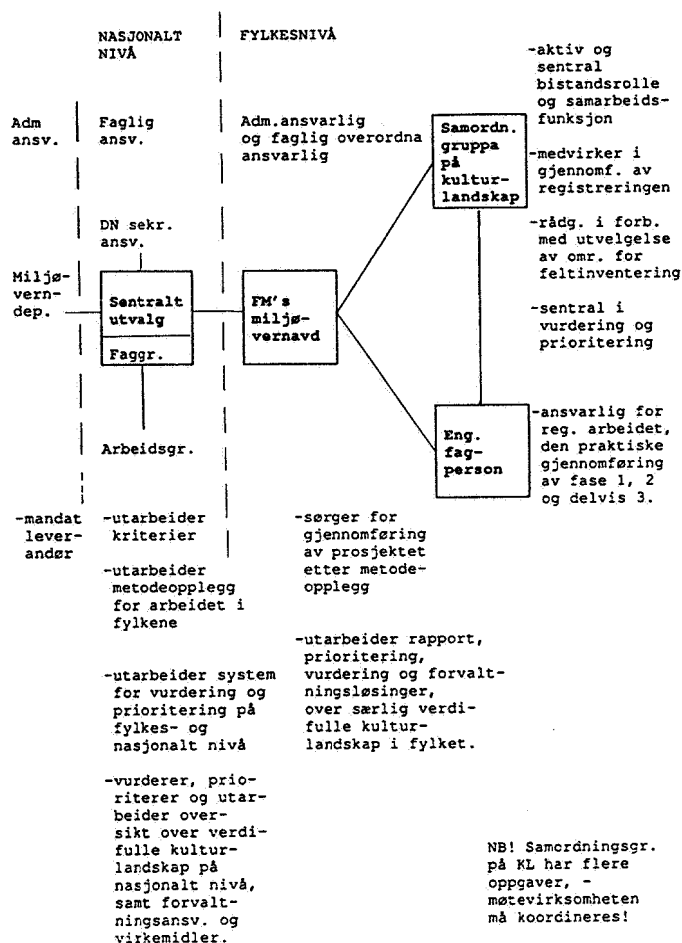 NASJONALT
NIVÅ
FYLKESNIVÅ
Adm
ansv.
Faglig
ansv.
Adm.ansvarlig
og faglig overordna
ansvarlig
Samordn.
gruppa
på
kultur-
landskap
-aktiv og
sentral
bistandsrolle
og samarbeids-
funksjon
-medvirker i
gjennomf. av
registreringen
-rådg. i forb.
med utvelgelse
av omr. for
feltinventering
-sentral i
vurdering og
prioritering
DN sekr.
ansv.
Miljø-
vern-
dep.
Sentralt
utvalg
Faggr.
FM's
miljø-
vernavd
Arbeidsgr.
Eng.
fag-
person
-ansvarlig for
reg. arbeidet,
den praktiske
gjennomføring
av fase 1, 2
og delvis 3.
-mandat
lever-
andør
-utarbeider
kriterier
-utarbeider
metodeopplegg
for arbeidet i
fylkene
-utarbeider system
for vurdering og
prioritering på
fylkes- og
nasjonalt nivå
-vurderer, prio-
riterer og utar-
beider over-
sikt over verdi-
fulle kultur-
landskap på
nasjonalt nivå,
samt forvalt-
ningsansv. og
virkemidler.
-sørger for
gjennomføring
av prosjektet
etter metode-
opplegg
-utarbeider rapport,
prioritering,
vurdering og forvalt-
ningsløsinger,
over særlig verdi-
fulle kultur-
landskap i fylket.
NB! Samordningsgr.
på KL har flere
oppgaver, -
møtevirksomheten
må koordineres!